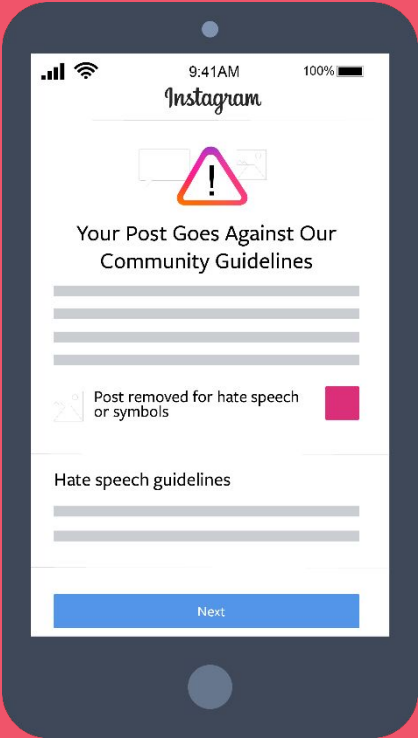 9:41AM 100%
Instagram
!
Your Post Goes Against Our
Community Guidelines
Post removed for hate speech
or symbols
Hate speech guidelines
Next